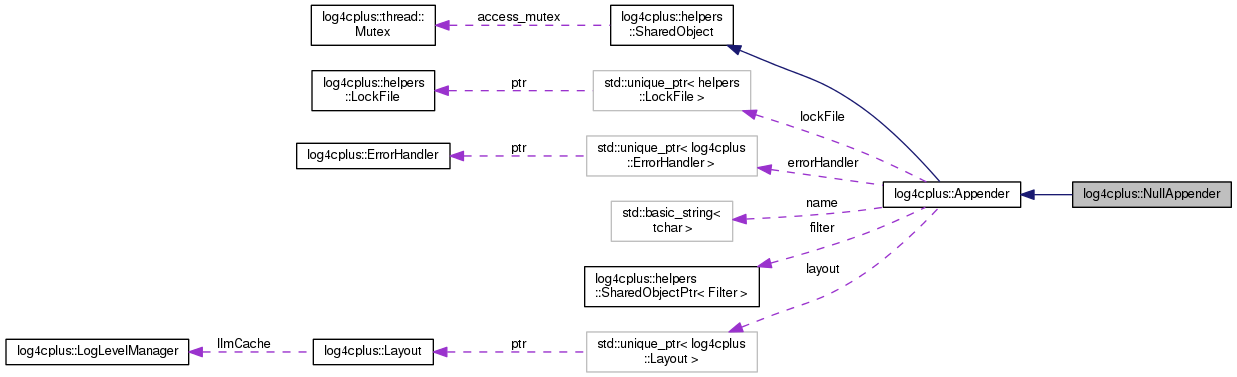 log4cplus::thread::
Mutex
access_mutex
log4cplus::helpers
::SharedObject
log4cplus::helpers
::LockFile
ptr
std::unique_ptr< helpers
::LockFile >
lockFile
log4cplus::ErrorHandler
ptr
std::unique_ptr< log4cplus
::ErrorHandler >
errorHandler
log4cplus::Appender
log4cplus::NullAppender
std::basic_string<
tchar >
name
filter
log4cplus::helpers
::SharedObjectPtr< Filter >
layout
log4cplus::LogLevelManager
llmCache
log4cplus::Layout
ptr
std::unique_ptr< log4cplus
::Layout >